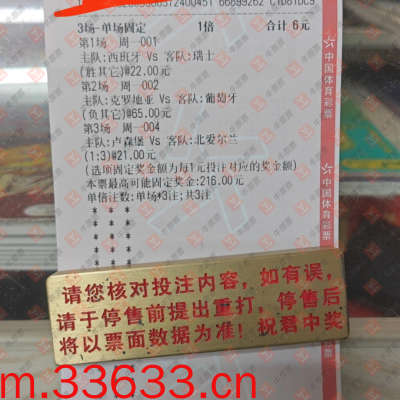 3场-单场固定 1倍 合计 6元
第1场 周一001
主队:西班牙 Vs 客队:瑞士
(胜其它)@22.00元
第2场 周一002
主队:克罗地亚 Vs 客队:葡萄牙
(负其它)@65.00元
第3场 周一004
主队:卢森堡 Vs 客队:北爱尔兰
(1:3)@21.00元
(选项固定奖金额为每1元投注对应的奖金额)
本票最高可能固定奖金:216.00元
单倍注数:单场*3注;共3注
中国体育彩票
中国体育彩票
请您核对投注内容,如有误,
请于停售前提出重打,停售后
将以票面数据为准!祝君中奖
m.33633.cn